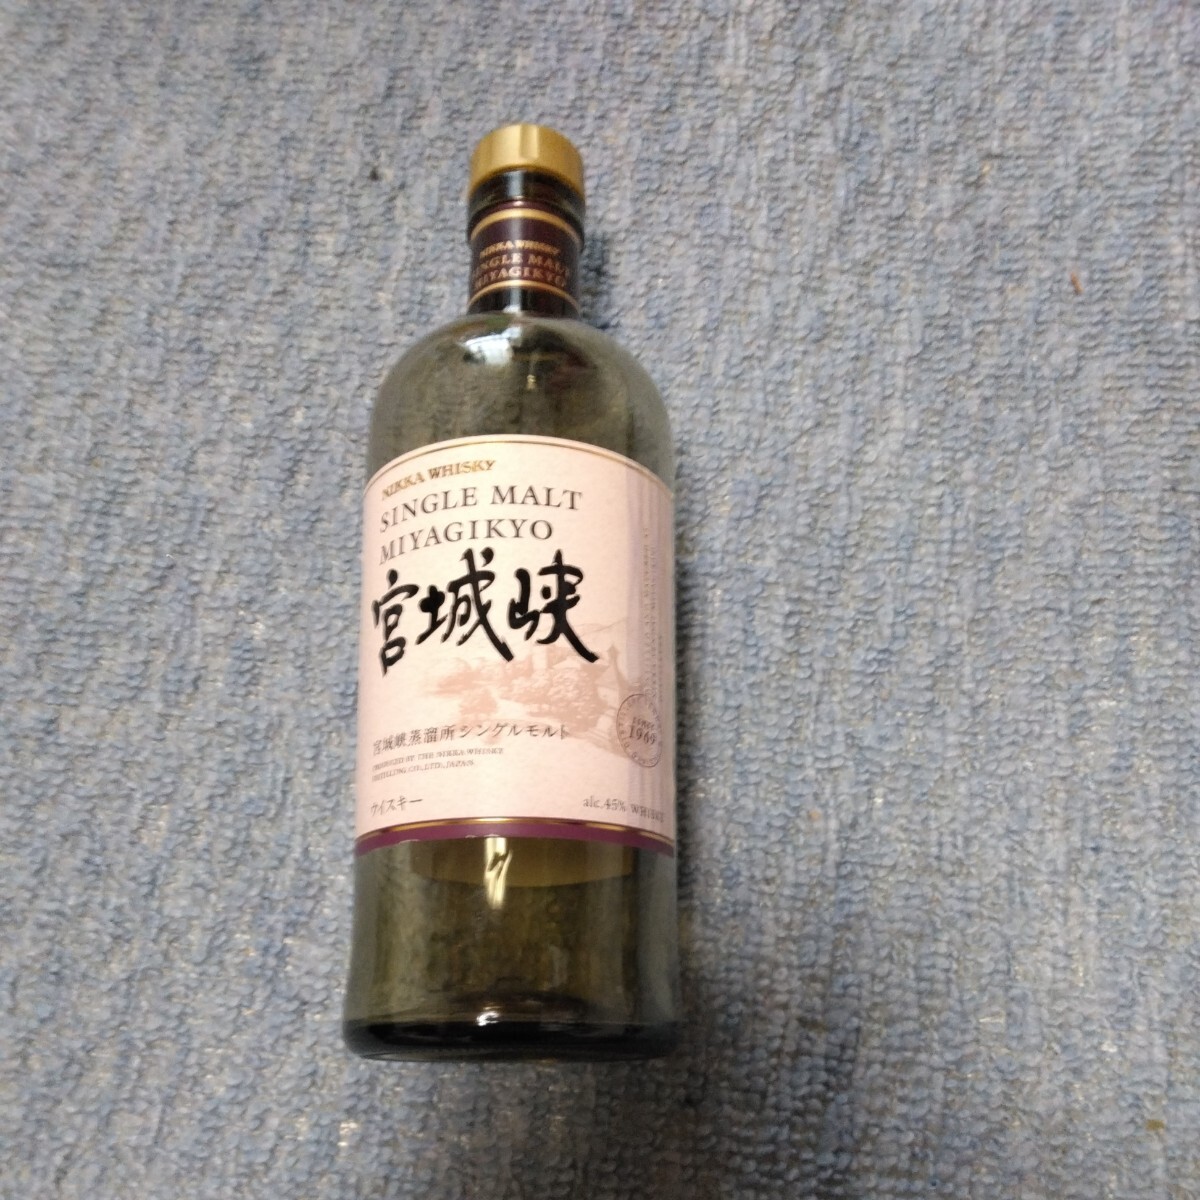 NIKKA WHISKY
SINGLE MALT
MIYAGIKYO
NIKKA WHISKY
SINGLE MALT
MIYAGIKYO
宮城峡
since
1969
宮城峡蒸溜所シングルモルト
PRODUCED BY THE NIKKA WHISKY
DISTILLING CO., LTD., JAPAN.
ウイスキー
alc.45% WHISKY